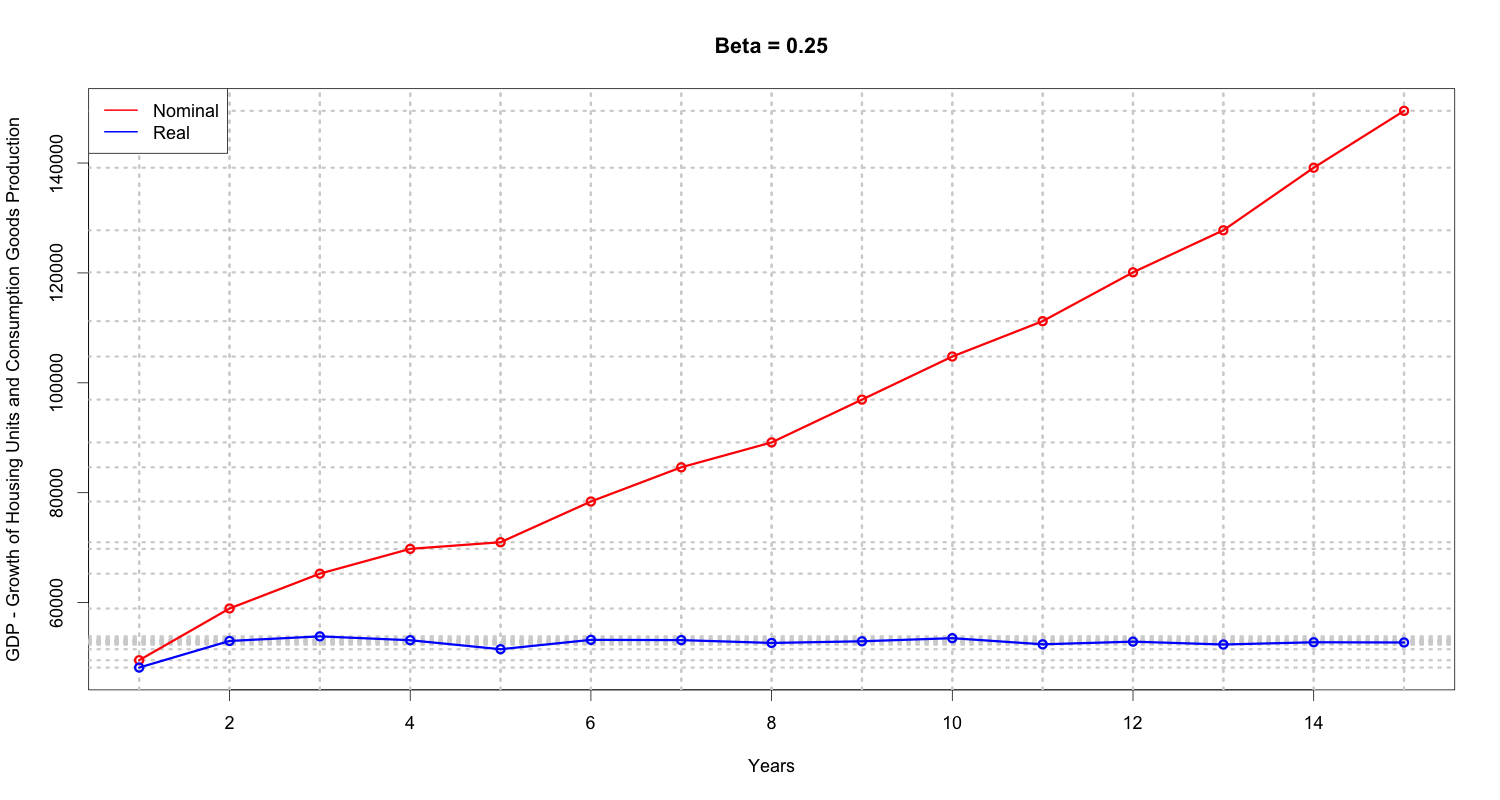 Beta = 0.25
Nominal
Real
GDP - Growth of Housing Units and Consumption Goods Production
140000
120000
100000
80000
60000
2 4 6 8 10 12 14
Years